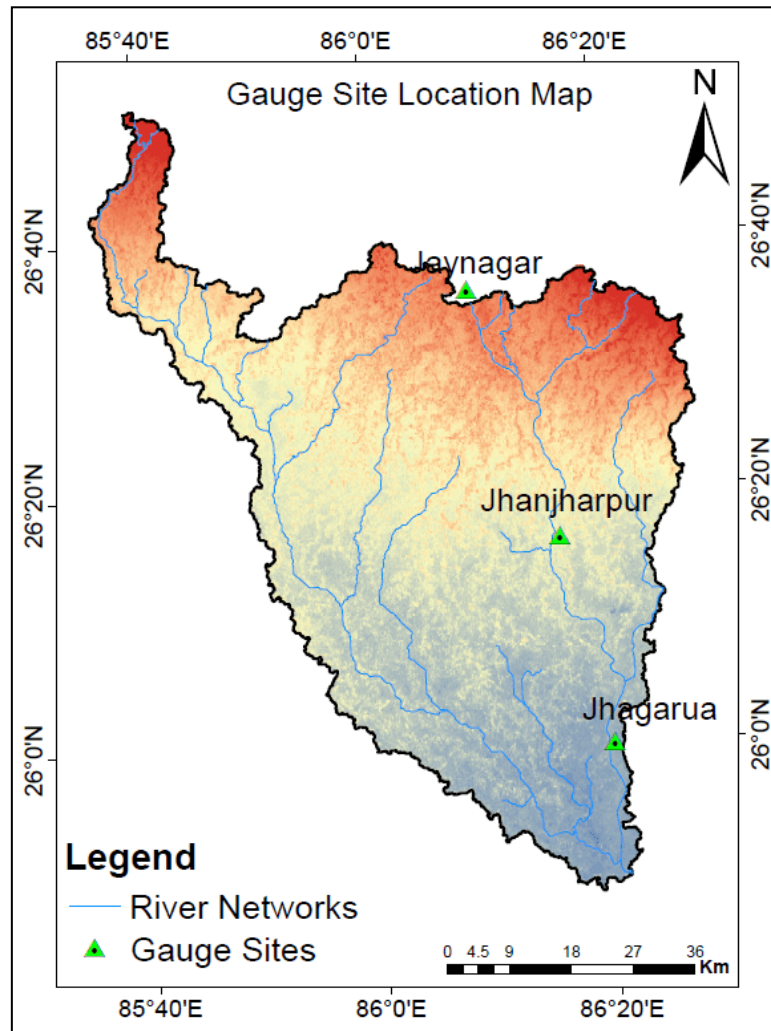 85°40'E 86°0'E 86°20'E
Gauge Site Location Map
N
26°40'N 26°40'N
Jaynagar
26°20'N 26°20'N
Jhanjharpur
Jhagarua
26°0'N 26°0'N
Legend
River Networks
Gauge Sites
0 4.5 9 18 27 36
Km
85°40'E 86°0'E 86°20'E